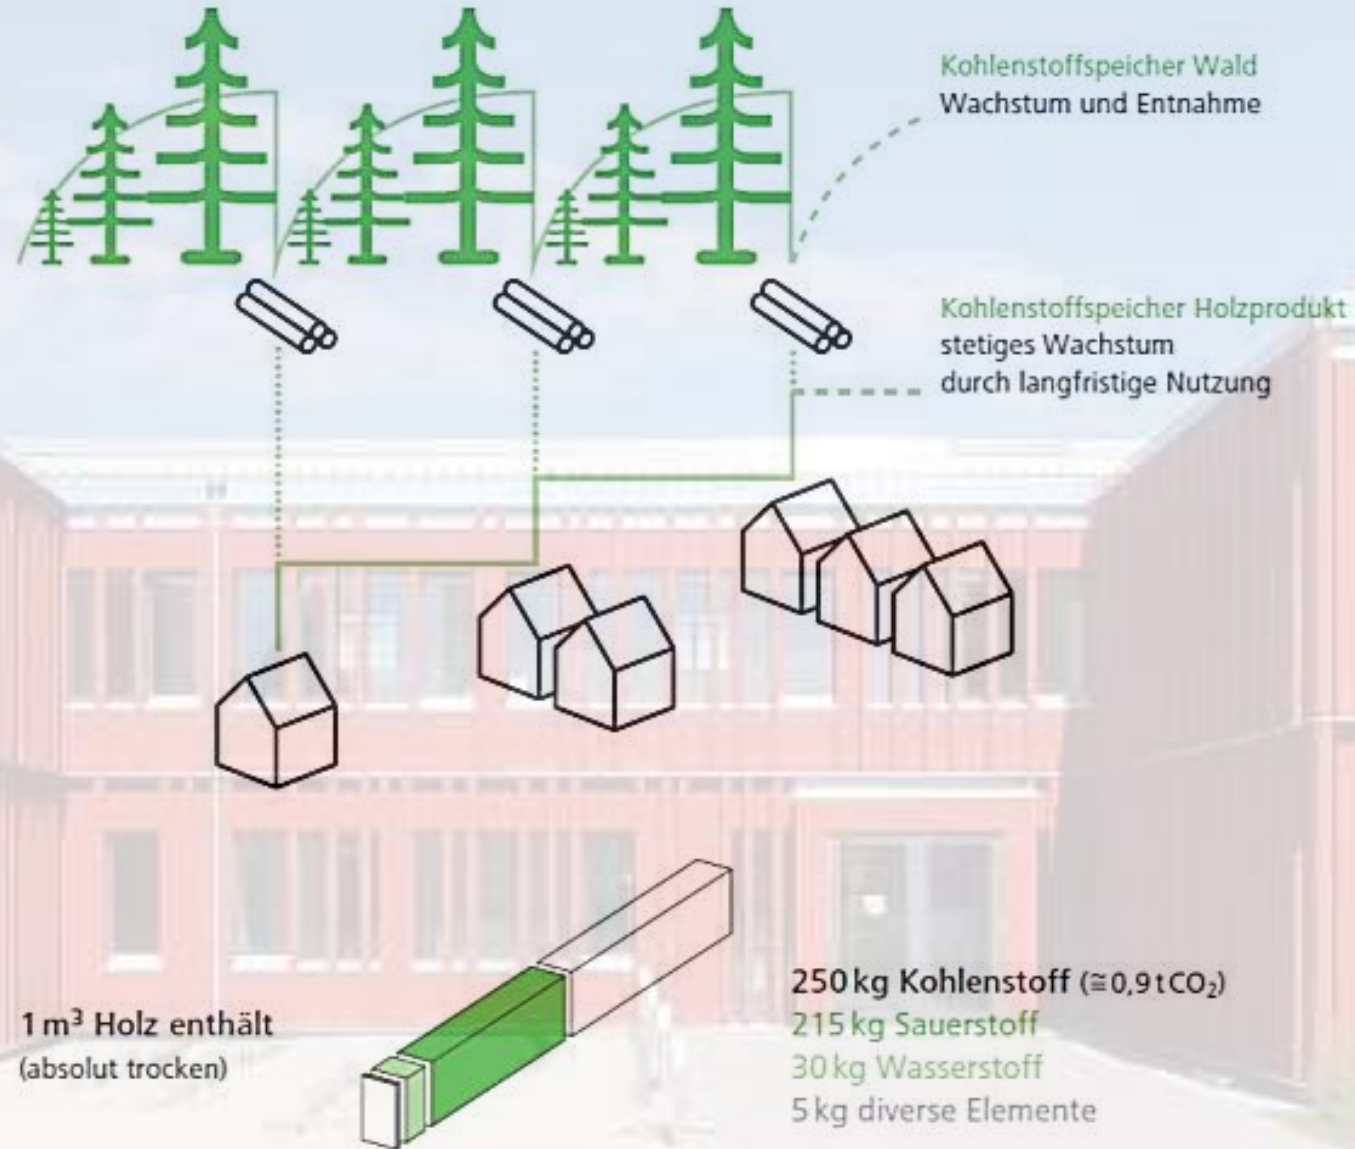 Kohlenstoffspeicher Wald
Wachstum und Entnahme
Kohlenstoffspeicher Holzprodukt
stetiges Wachstum
durch langfristige Nutzung
1 m³ Holz enthält
(absolut trocken)
250 kg Kohlenstoff (≅0,9 t CO₂)
215 kg Sauerstoff
30 kg Wasserstoff
5 kg diverse Elemente